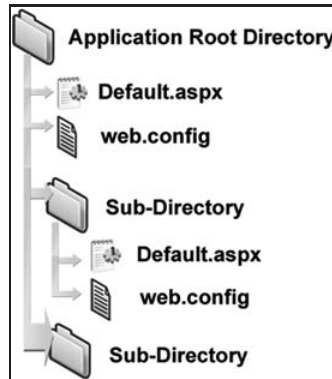 Application Root Directory
Default.aspx
web.config
Sub-Directory
Default.aspx
web.config
Sub-Directory